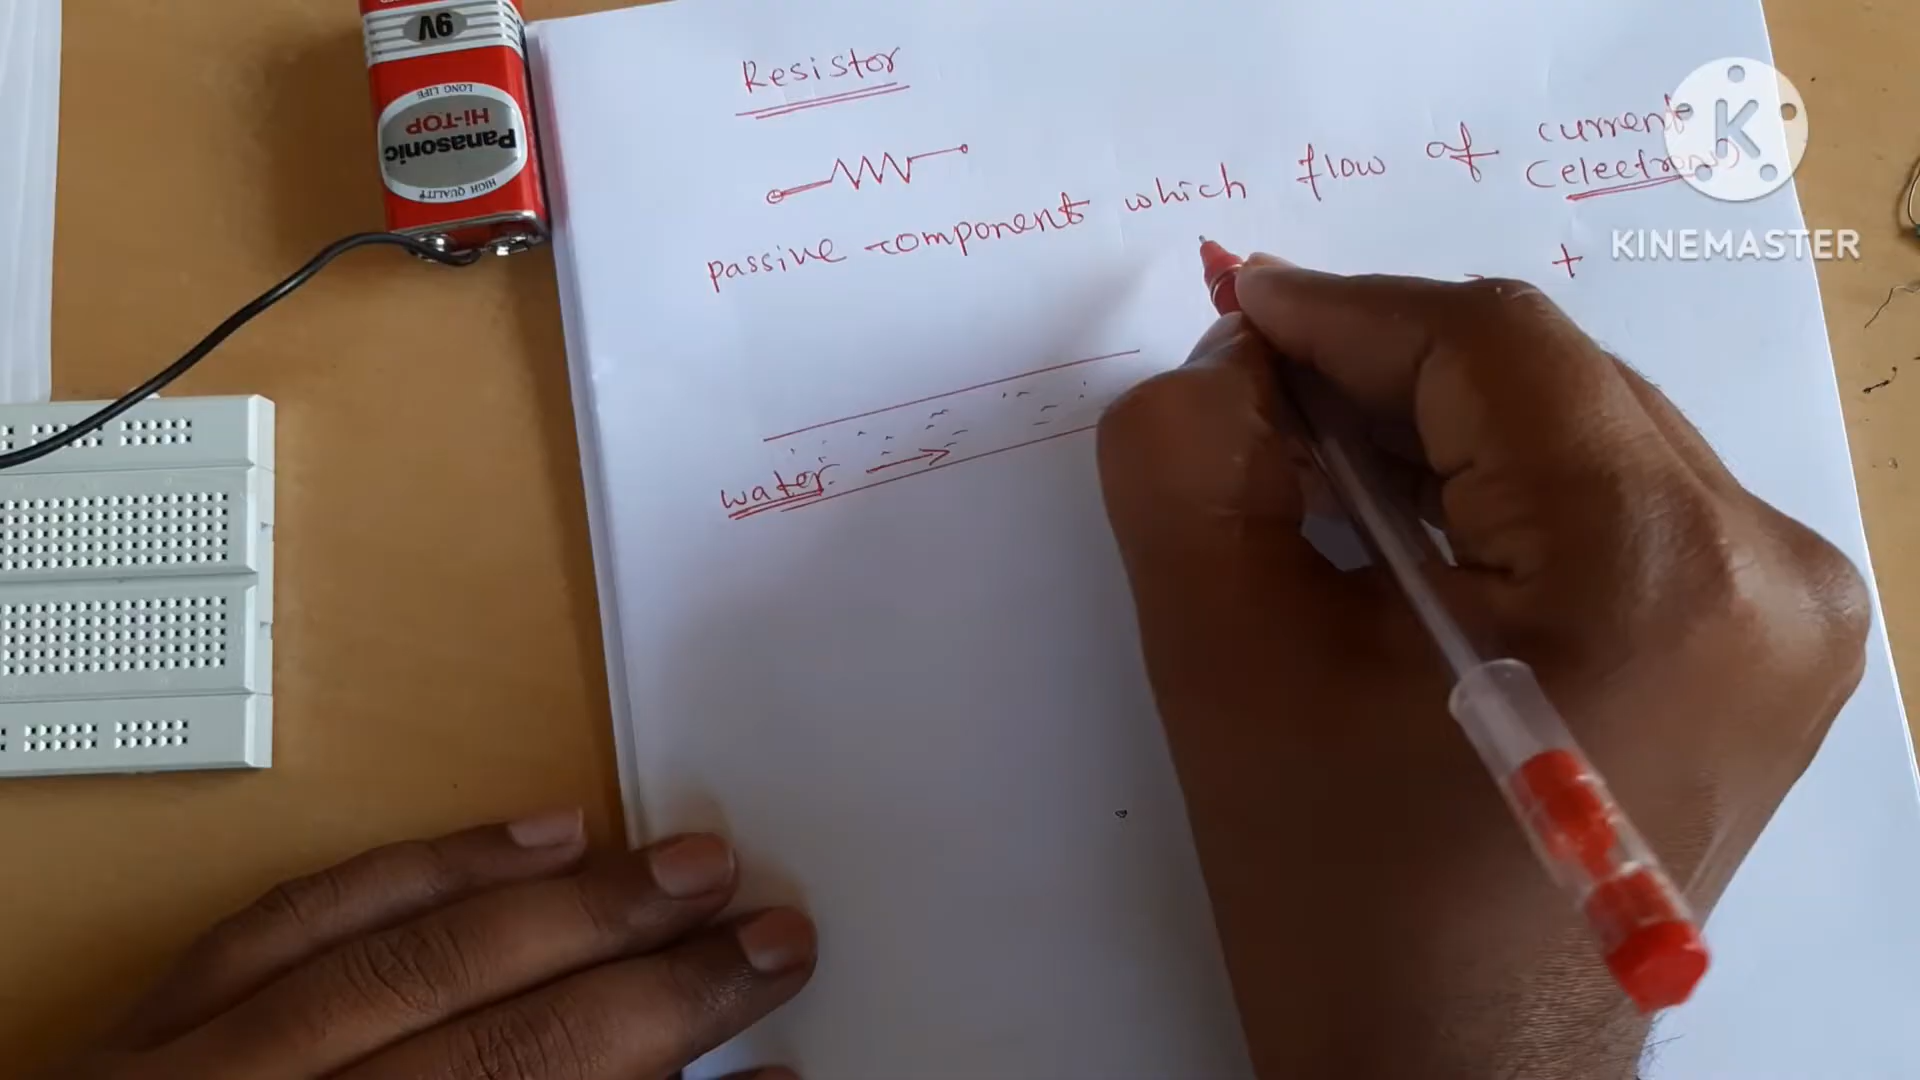 9V
LONG LIFE
Hi-TOP
Panasonic
HIGH QUALITY
Resistor
passive component which flow of current
(electrons)
+
water
K
KINEMASTER